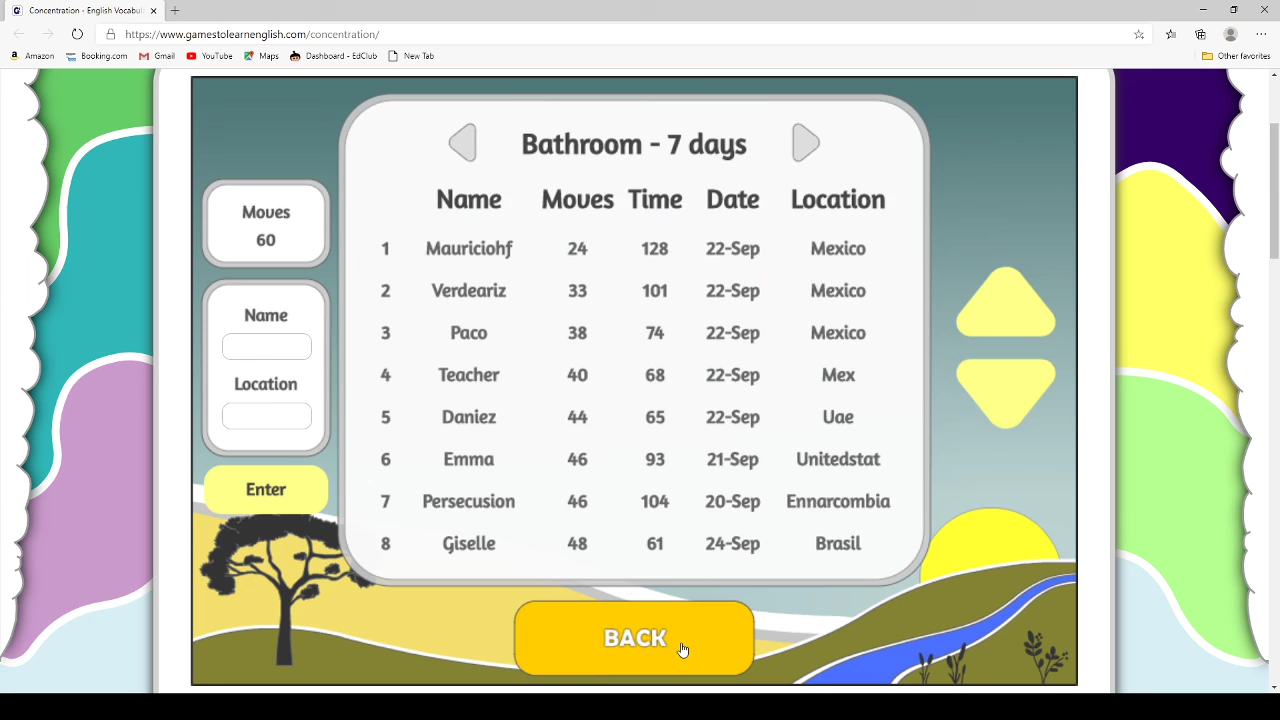 Concentration - English Vocabul
https://www.gamestolearnenglish.com/concentration/
Amazon Booking.com Gmail YouTube Maps Dashboard - EdClub New Tab Other favorites
Bathroom - 7 days
Name Moves Time Date Location
1 Mauriciohf 24 128 22-Sep Mexico
2 Verdeariz 33 101 22-Sep Mexico
3 Paco 38 74 22-Sep Mexico
4 Teacher 40 68 22-Sep Mex
5 Daniez 44 65 22-Sep Uae
6 Emma 46 93 21-Sep Unitedstat
7 Persecusion 46 104 20-Sep Ennarcombia
8 Giselle 48 61 24-Sep Brasil
Moves
60
Name
Location
Enter
BACK